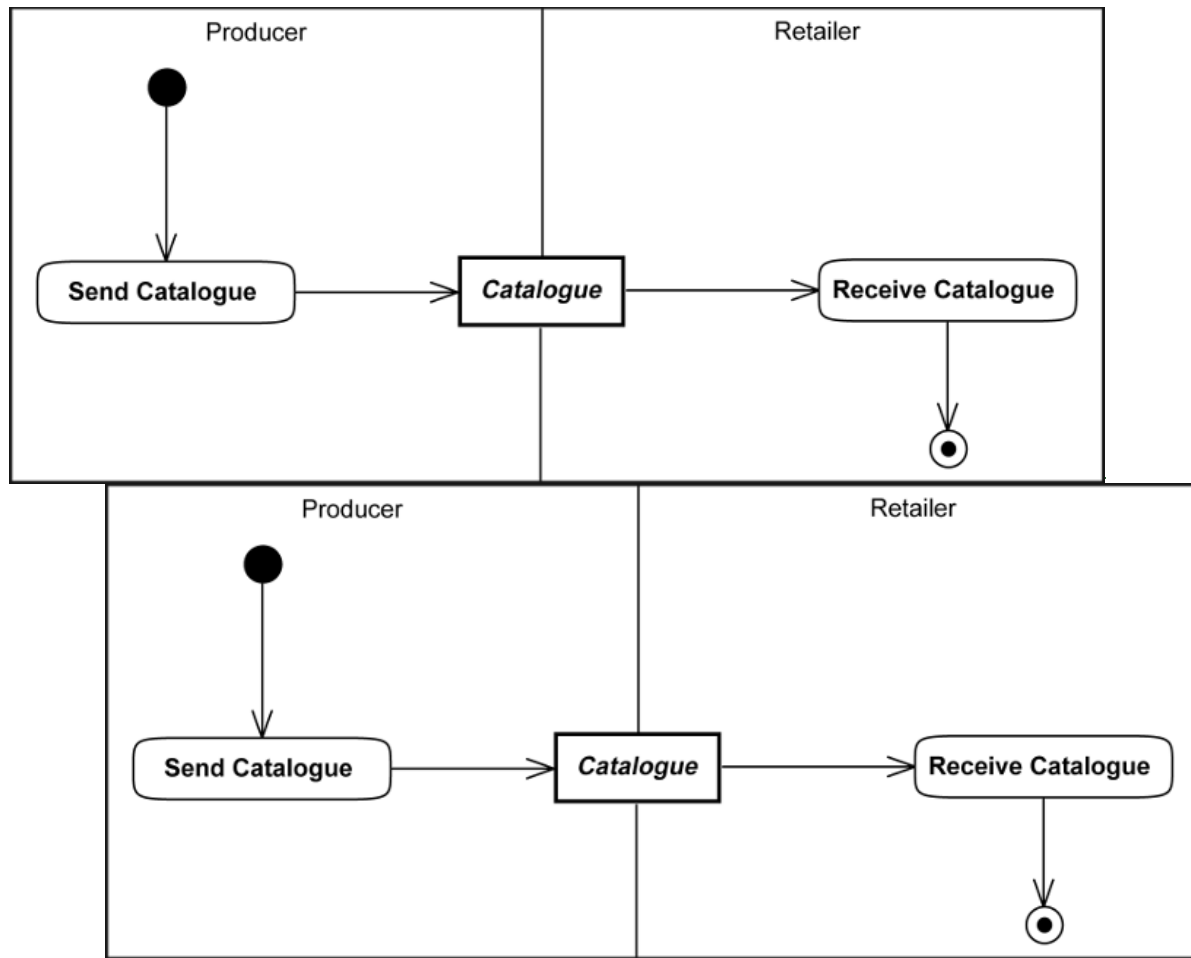 Producer
Retailer
Send Catalogue
Catalogue
Receive Catalogue
Producer
Retailer
Send Catalogue
Catalogue
Receive Catalogue